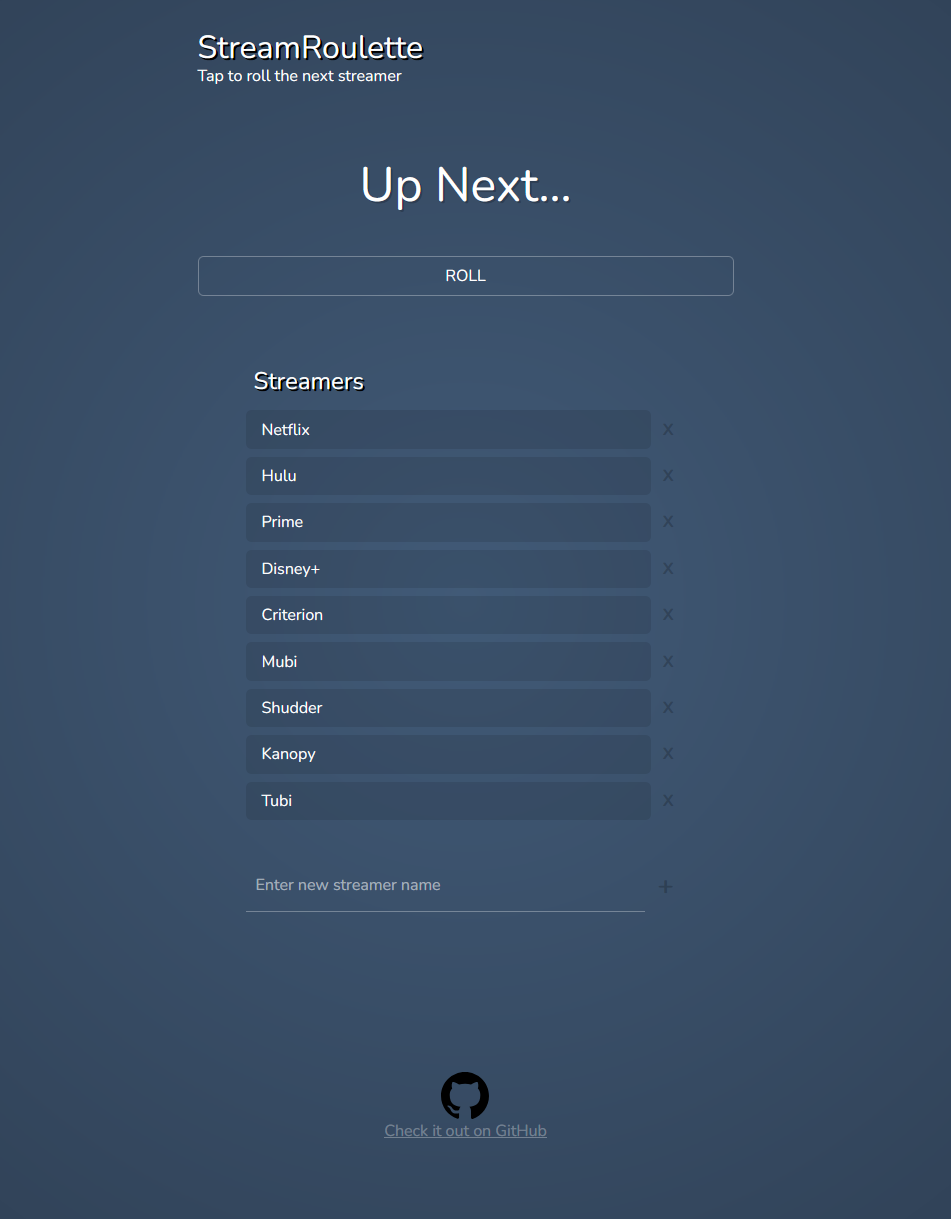 StreamRoulette
Tap to roll the next streamer
Up Next...
ROLL
Streamers
Netflix X
Hulu X
Prime X
Disney+ X
Criterion X
Mubi X
Shudder X
Kanopy X
Tubi X
Enter new streamer name +
Check it out on GitHub